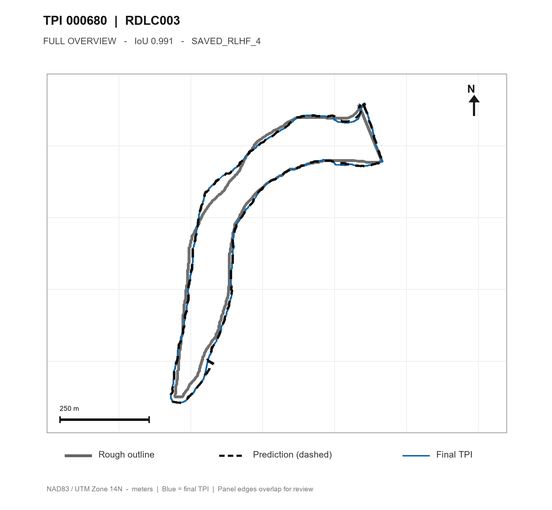 TPI 000680 | RDLC003
FULL OVERVIEW - IoU 0.991 - SAVED_RLHF_4
N
250 m
Rough outline
Prediction (dashed)
Final TPI
NAD83 / UTM Zone 14N - meters | Blue = final TPI | Panel edges overlap for review